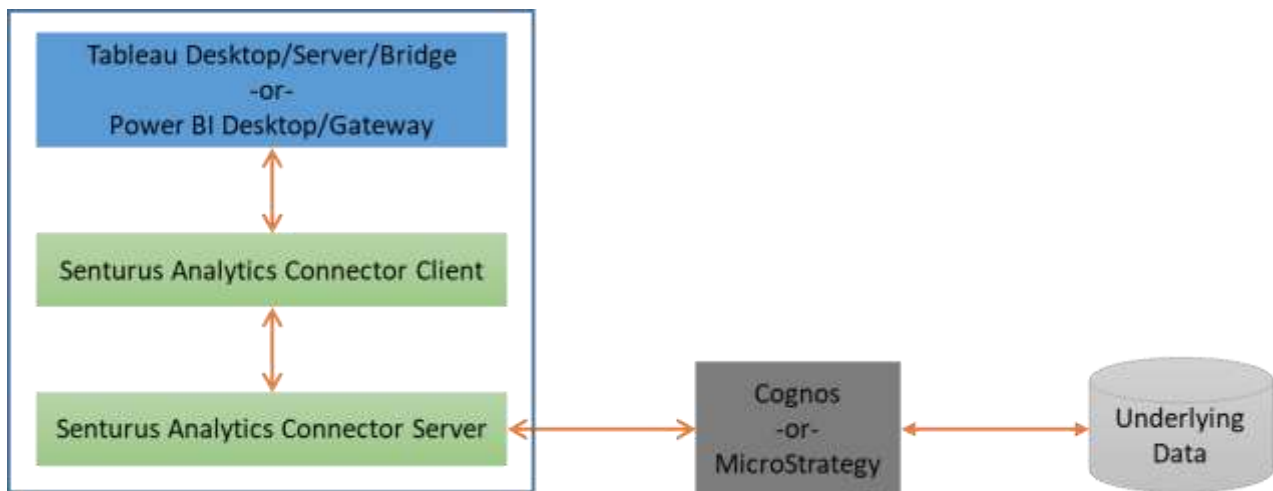 Tableau Desktop/Server/Bridge
-or-
Power BI Desktop/Gateway
Senturus Analytics Connector Client
Senturus Analytics Connector Server
Cognos
-or-
MicroStrategy
Underlying
Data